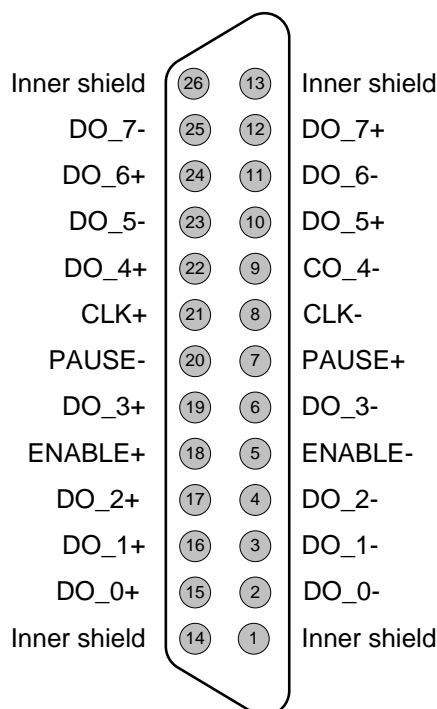 Inner shield 26 13 Inner shield
DO_7- 25 12 DO_7+
DO_6+ 24 11 DO_6-
DO_5- 23 10 DO_5+
DO_4+ 22 9 CO_4-
CLK+ 21 8 CLK-
PAUSE- 20 7 PAUSE+
DO_3+ 19 6 DO_3-
ENABLE+ 18 5 ENABLE-
DO_2+ 17 4 DO_2-
DO_1+ 16 3 DO_1-
DO_0+ 15 2 DO_0-
Inner shield 14 1 Inner shield